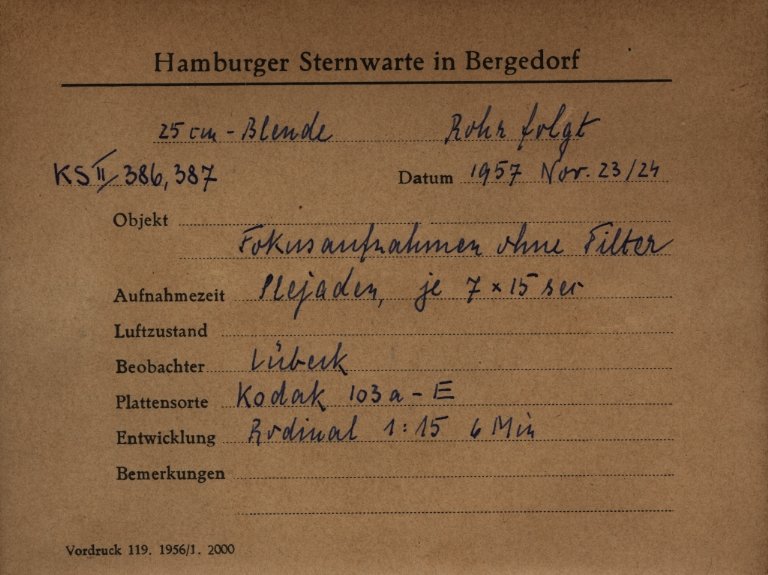 Hamburger Sternwarte in Bergedorf
25 cm - Blende Rohr folgt
KS II/386,387 Datum 1957 Nov. 23/24
Objekt
Fokusaufnahmen ohne Filter
Aufnahmezeit Plejaden, je 7 x 15 sec
Luftzustand
Beobachter Lübeck
Plattensorte Kodak 103a - E
Entwicklung Rodinal 1:15 6 Min
Bemerkungen
Vordruck 119. 1956/1. 2000